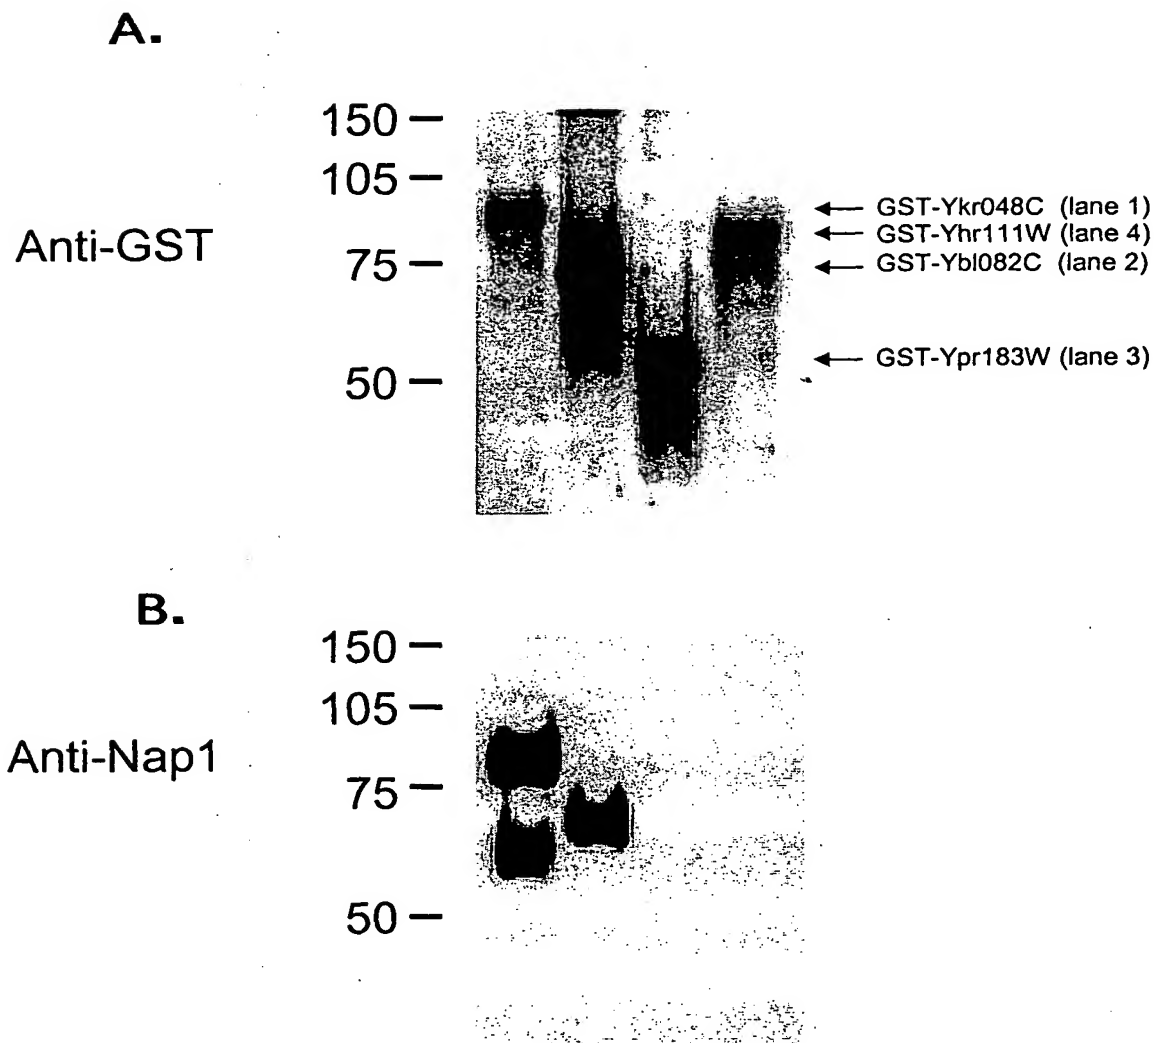 A.
Anti-GST
150
105
75
50
GST-Ykr048C (lane 1)
GST-Yhr111W (lane 4)
GST-Ybl082C (lane 2)
GST-Ypr183W (lane 3)
B.
Anti-Nap1
150
105
75
50